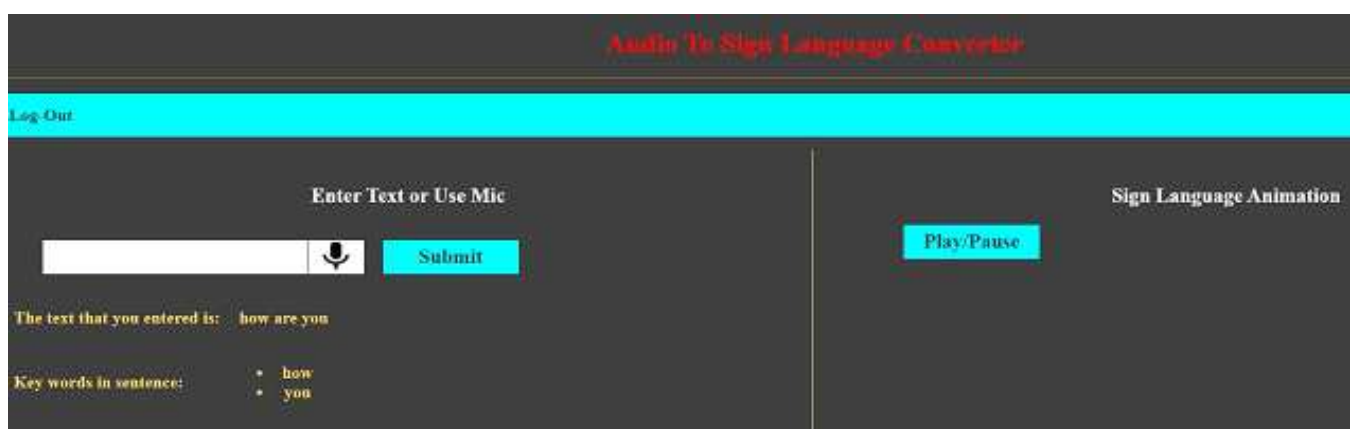 Audio To Sign Language Convertor
Log-Out
Enter Text or Use Mic
Submit
The text that you entered is: how are you
Key words in sentence:
• how
• you
Sign Language Animation
Play/Pause